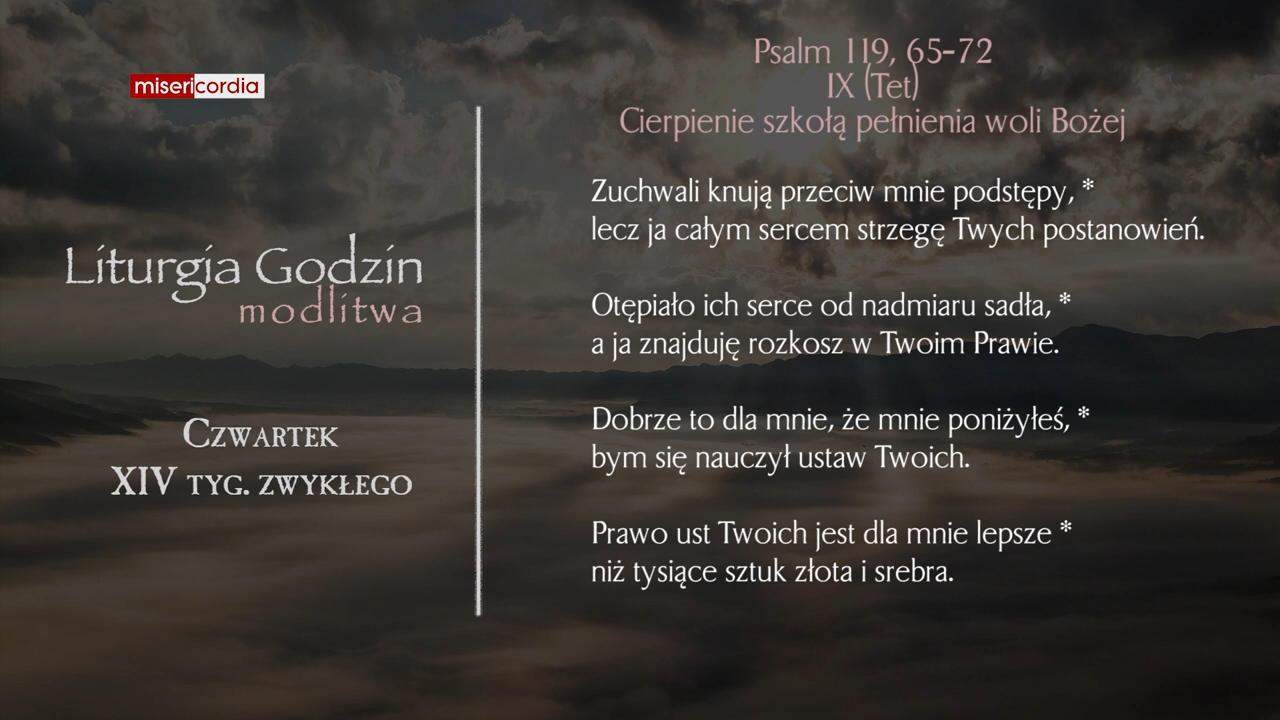 misericordia
Liturgia Godzin
modlitwa
Czwartek
XIV tyg. zwykłego
Psalm 119, 65-72
IX (Tet)
Cierpienie szkołą pełnienia woli Bożej
Zuchwali knują przeciw mnie podstępy, *
lecz ja całym sercem strzegę Twych postanowień.
Otępiało ich serce od nadmiaru sadła, *
a ja znajduję rozkosz w Twoim Prawie.
Dobrze to dla mnie, że mnie poniżyłeś, *
bym się nauczył ustaw Twoich.
Prawo ust Twoich jest dla mnie lepsze *
niż tysiące sztuk złota i srebra.